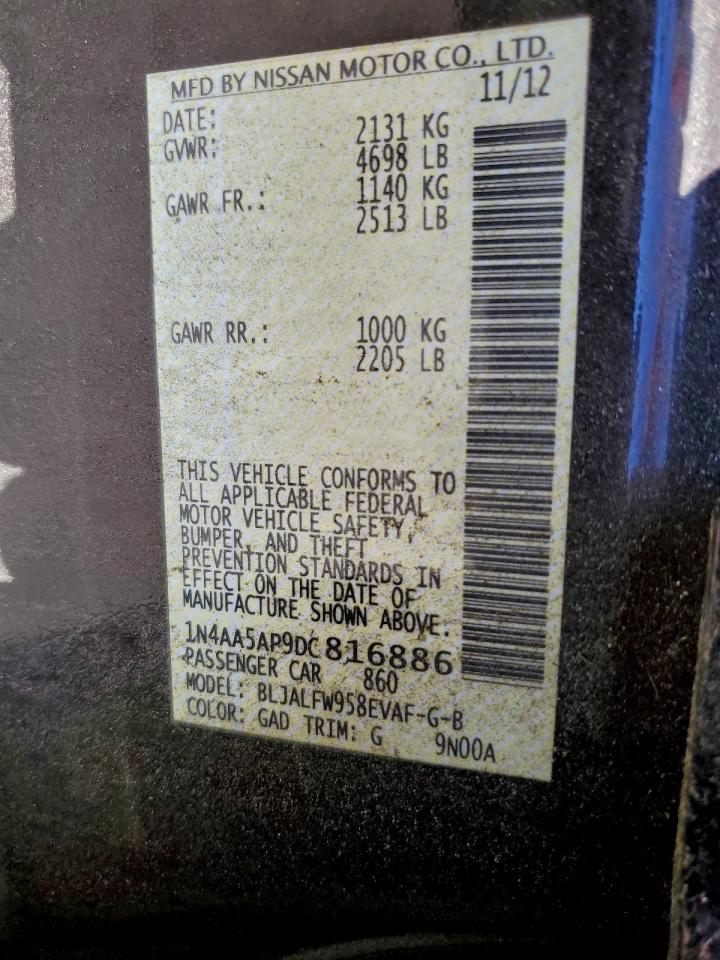 MFD BY NISSAN MOTOR CO., LTD.
DATE: 11/12
GVWR: 2131 KG
4698 LB
GAWR FR.: 1140 KG
2513 LB
GAWR RR.: 1000 KG
2205 LB
THIS VEHICLE CONFORMS TO
ALL APPLICABLE FEDERAL
MOTOR VEHICLE SAFETY,
BUMPER, AND THEFT
PREVENTION STANDARDS IN
EFFECT ON THE DATE OF
MANUFACTURE SHOWN ABOVE.
1N4AA5AP9DC816886
PASSENGER CAR 860
MODEL: BLJALFW958EVAF-G-B
COLOR: GAD TRIM: G 9N00A